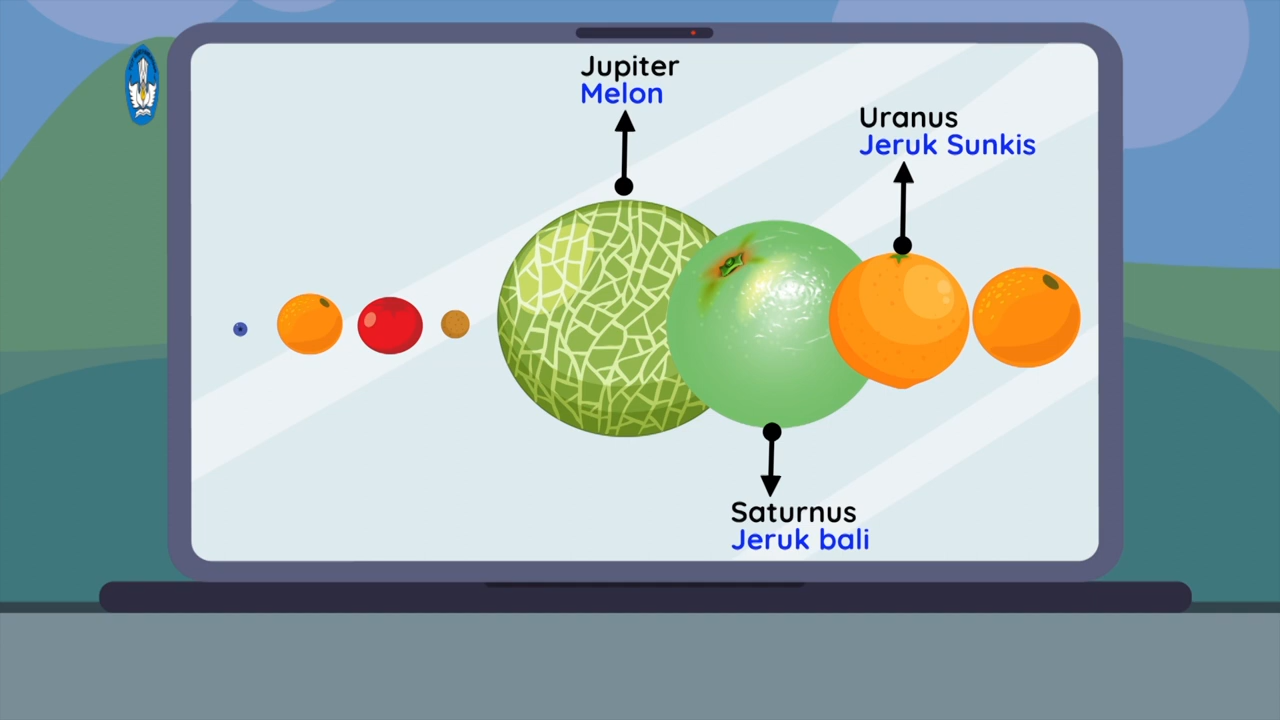 Jupiter
Melon
Uranus
Jeruk Sunkis
Saturnus
Jeruk bali